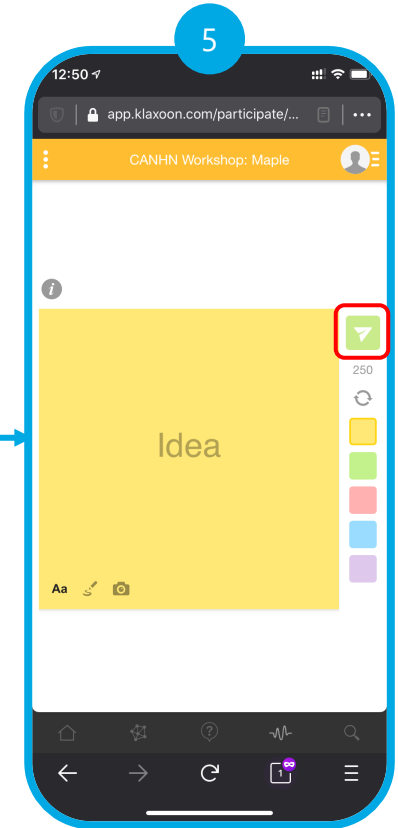 5
12:50
app.klaxoon.com/participate/...
CANHN Workshop: Maple
i
250
Idea
Aa
?
1